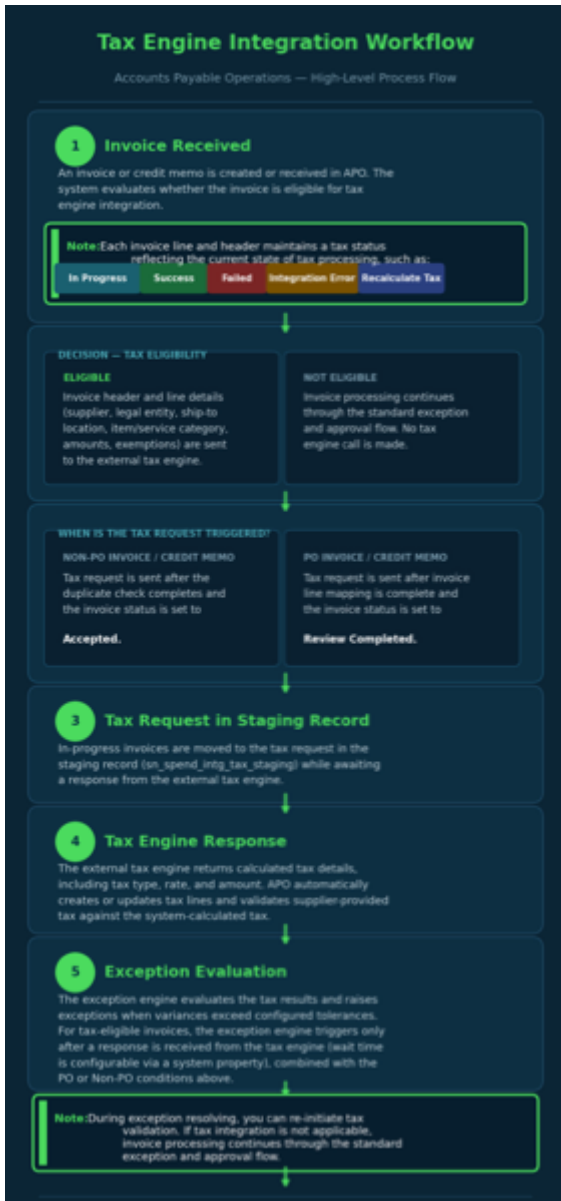 Tax Engine Integration Workflow
Accounts Payable Operations — High-Level Process Flow
1 Invoice Received
An invoice or credit memo is created or received in APO. The
system evaluates whether the invoice is eligible for tax
engine integration.
Note:Each invoice line and header maintains a tax status
reflecting the current state of tax processing, such as:
In Progress Success Failed Integration Error Recalculate Tax
DECISION — TAX ELIGIBILITY
ELIGIBLE
Invoice header and line details
(supplier, legal entity, ship-to
location, item/service category,
amounts, exemptions) are sent
to the external tax engine.
NOT ELIGIBLE
Invoice processing continues
through the standard exception
and approval flow. No tax
engine call is made.
WHEN IS THE TAX REQUEST TRIGGERED?
NON-PO INVOICE / CREDIT MEMO
Tax request is sent after the
duplicate check completes and
the invoice status is set to
Accepted.
PO INVOICE / CREDIT MEMO
Tax request is sent after invoice
line mapping is complete and
the invoice status is set to
Review Completed.
3 Tax Request in Staging Record
In-progress invoices are moved to the tax request in the
staging record (sn_spend_intg_tax_staging) while awaiting
a response from the external tax engine.
4 Tax Engine Response
The external tax engine returns calculated tax details,
including tax type, rate, and amount. APO automatically
creates or updates tax lines and validates supplier-provided
tax against the system-calculated tax.
5 Exception Evaluation
The exception engine evaluates the tax results and raises
exceptions when variances exceed configured tolerances.
For tax-eligible invoices, the exception engine triggers only
after a response is received from the tax engine (wait time
is configurable via a system property), combined with the
PO or Non-PO conditions above.
Note:During exception resolving, you can re-initiate tax
validation. If tax integration is not applicable,
invoice processing continues through the standard
exception and approval flow.